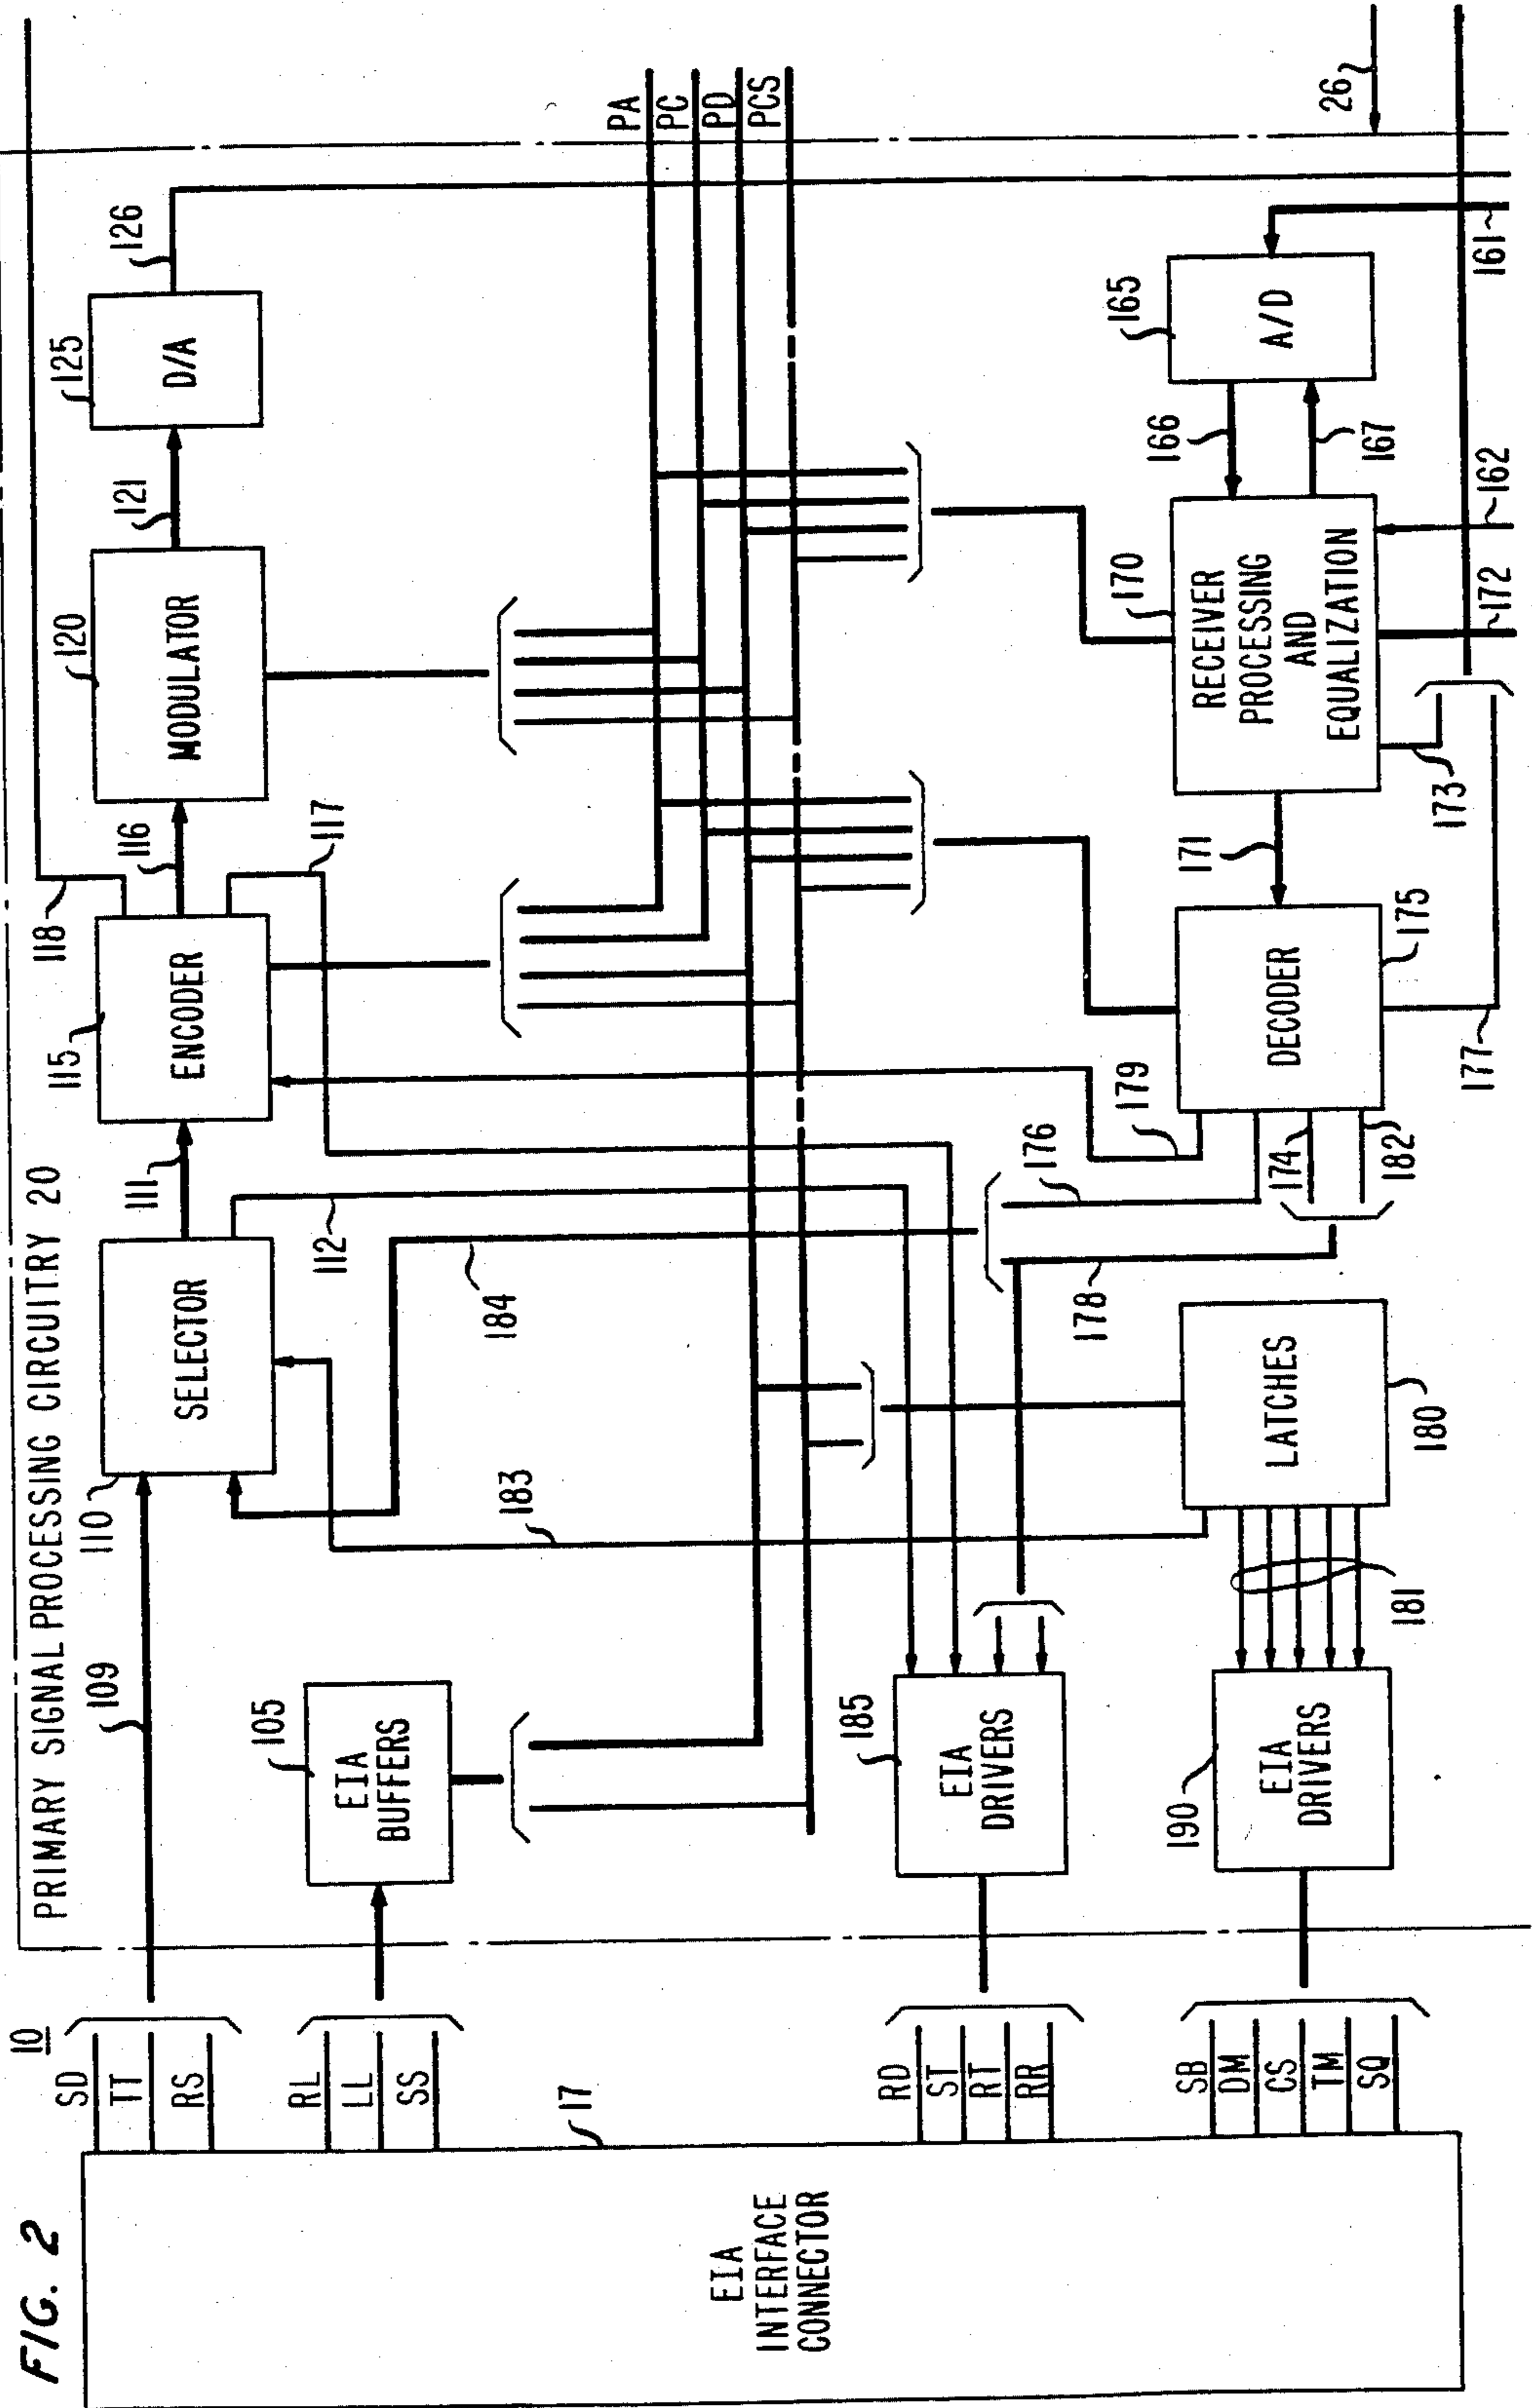 FIG. 2
10
PRIMARY SIGNAL PROCESSING CIRCUITRY 20
EIA
INTERFACE
CONNECTOR
17
SD
TT
RS
RL
LL
SS
RD
ST
RT
RR
SB
DM
CS
TM
SQ
109
110
SELECTOR
111
112
115
ENCODER
118
116
117
120
MODULATOR
121
125
D/A
126
105
EIA
BUFFERS
PA
PC
PD
PCS
183
184
185
EIA
DRIVERS
190
EIA
DRIVERS
181
LATCHES
180
178
176
179
174
182
DECODER
175
177
171
170
RECEIVER
PROCESSING
AND
EQUALIZATION
173
172
162
166
167
165
A/D
161
26